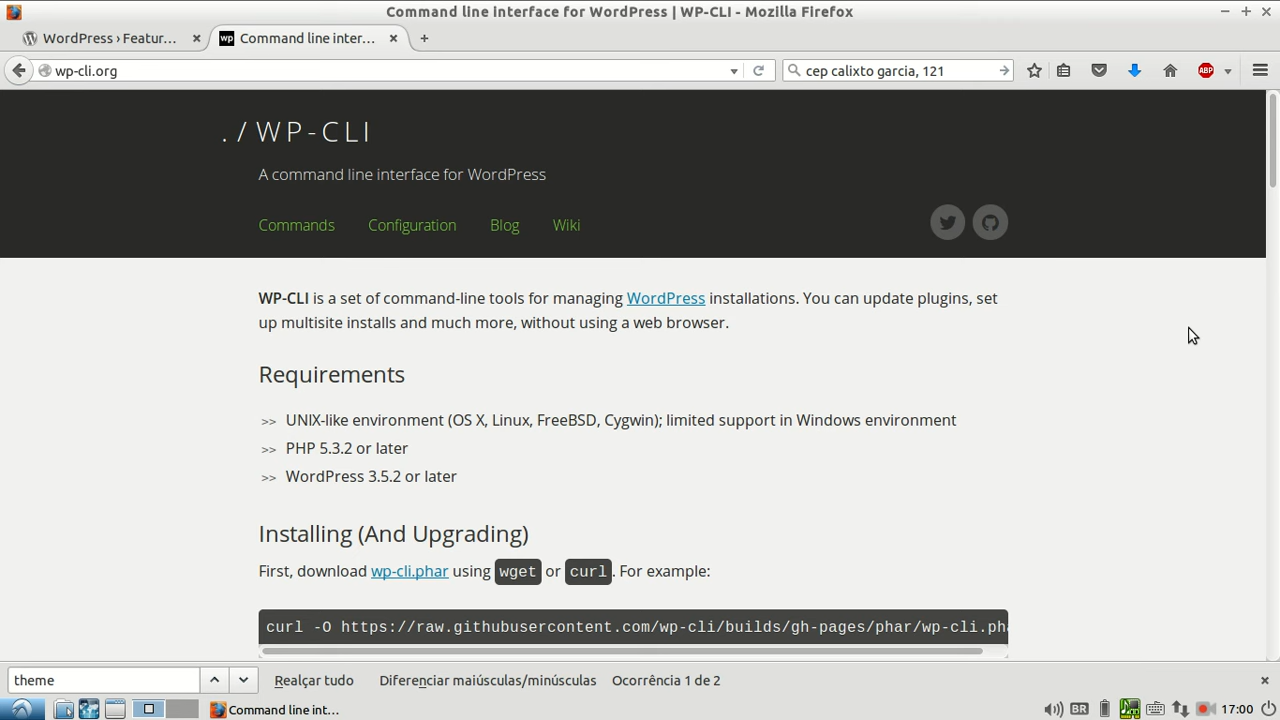 Command line interface for WordPress | WP-CLI - Mozilla Firefox
WordPress › Featur...
Command line inter...
wp-cli.org
cep calixto garcia, 121
ABP
./WP-CLI
A command line interface for WordPress
Commands Configuration Blog Wiki
WP-CLI is a set of command-line tools for managing WordPress installations. You can update plugins, set
up multisite installs and much more, without using a web browser.
Requirements
>> UNIX-like environment (OS X, Linux, FreeBSD, Cygwin); limited support in Windows environment
>> PHP 5.3.2 or later
>> WordPress 3.5.2 or later
Installing (And Upgrading)
First, download wp-cli.phar using wget or curl. For example:
curl -O https://raw.githubusercontent.com/wp-cli/builds/gh-pages/phar/wp-cli.pha
theme Realçar tudo Diferenciar maiúsculas/minúsculas Ocorrência 1 de 2
Command line int... BR 17:00